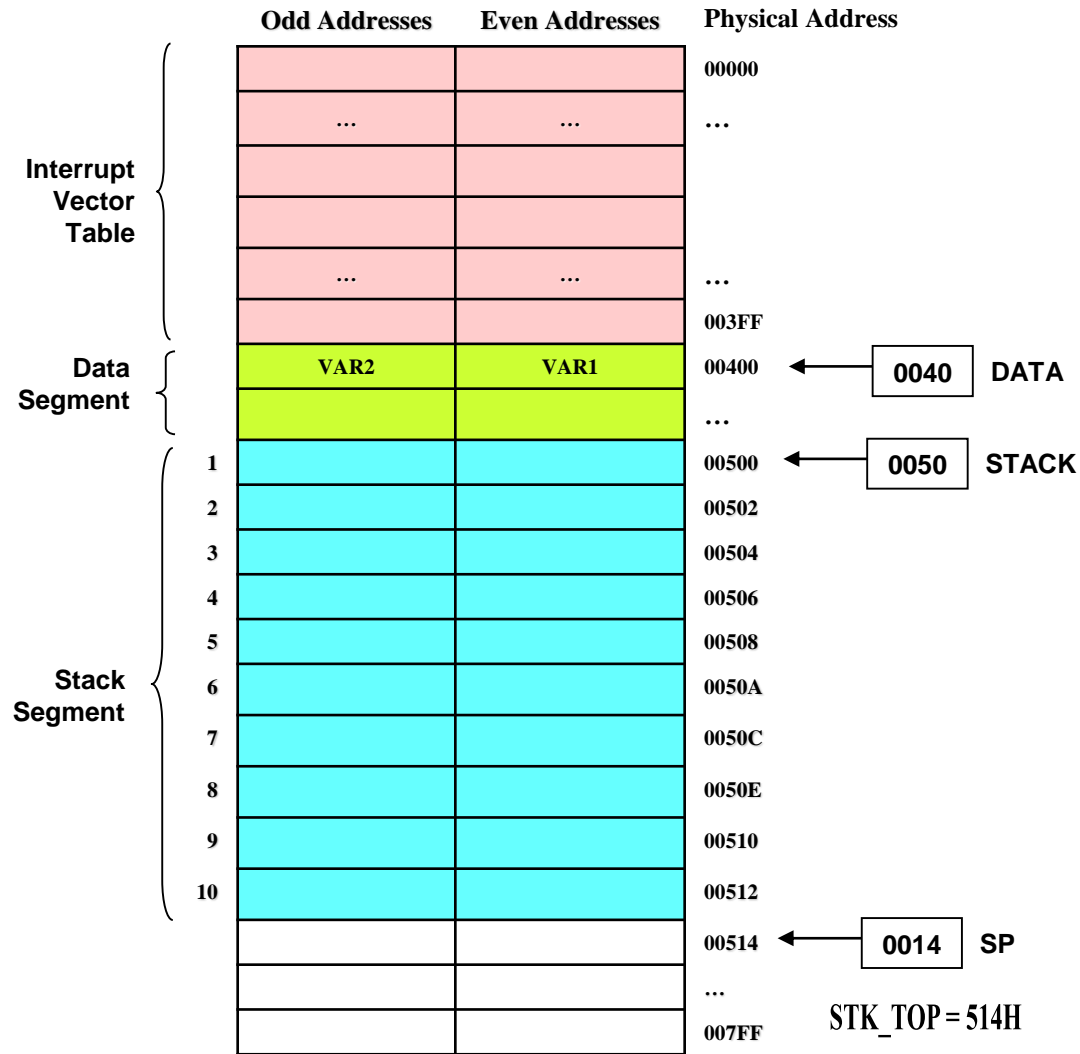 Odd Addresses Even Addresses Physical Address
00000
... ... ...
Interrupt
Vector
Table
... ... ...
003FF
Data
Segment
VAR2 VAR1 00400 0040 DATA
...
1 00500 0050 STACK
2 00502
3 00504
4 00506
5 00508
Stack
Segment
6 0050A
7 0050C
8 0050E
9 00510
10 00512
00514 0014 SP
...
007FF
STK_TOP = 514H